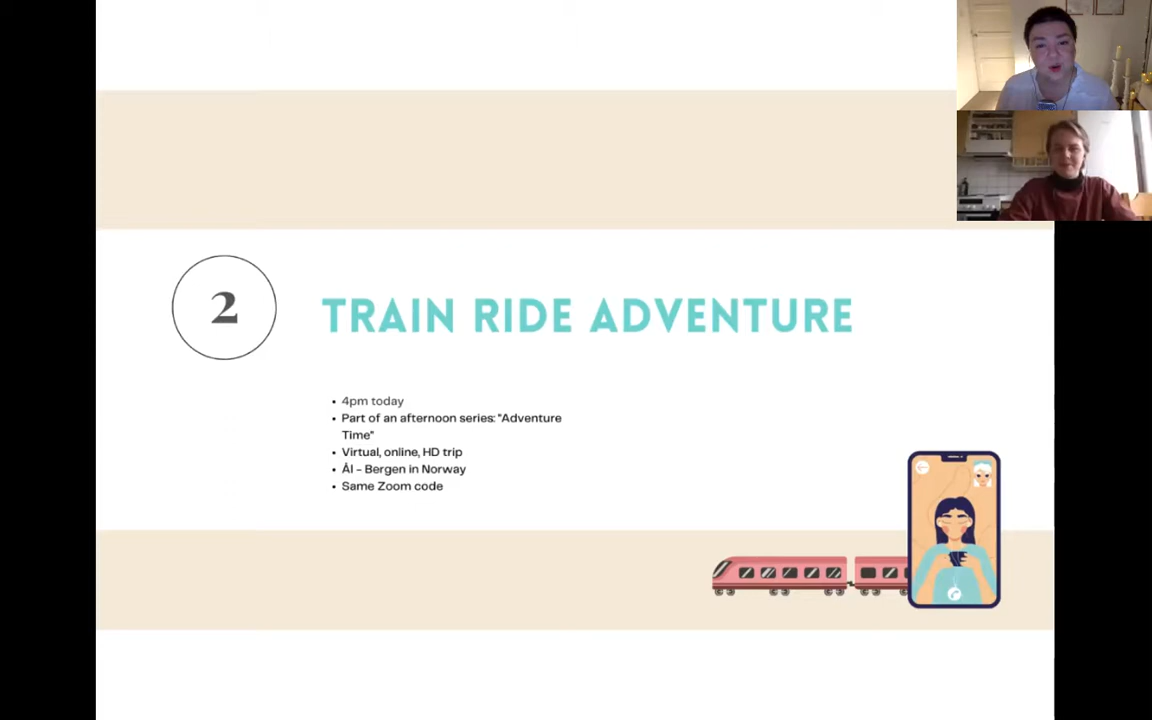 2
TRAIN RIDE ADVENTURE
• 4pm today
• Part of an afternoon series: "Adventure
Time"
• Virtual, online, HD trip
• Ål - Bergen in Norway
• Same Zoom code